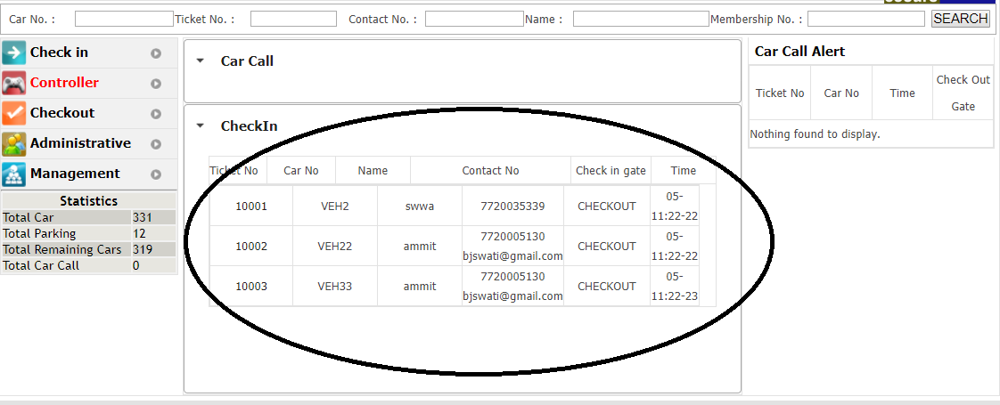 Car No. : Ticket No. : Contact No. : Name : Membership No. : SEARCH
Check in
Controller
Checkout
Administrative
Management
Statistics
Total Car 331
Total Parking 12
Total Remaining Cars 319
Total Car Call 0
Car Call
CheckIn
Ticket No Car No Name Contact No Check in gate Time
10001 VEH2 swwa 7720035339 CHECKOUT 05-
11:22-22
10002 VEH22 ammit 7720005130 CHECKOUT 05-
bjswati@gmail.com 11:22-22
10003 VEH33 ammit 7720005130 CHECKOUT 05-
bjswati@gmail.com 11:22-23
Car Call Alert
Ticket No Car No Time Check Out
Gate
Nothing found to display.